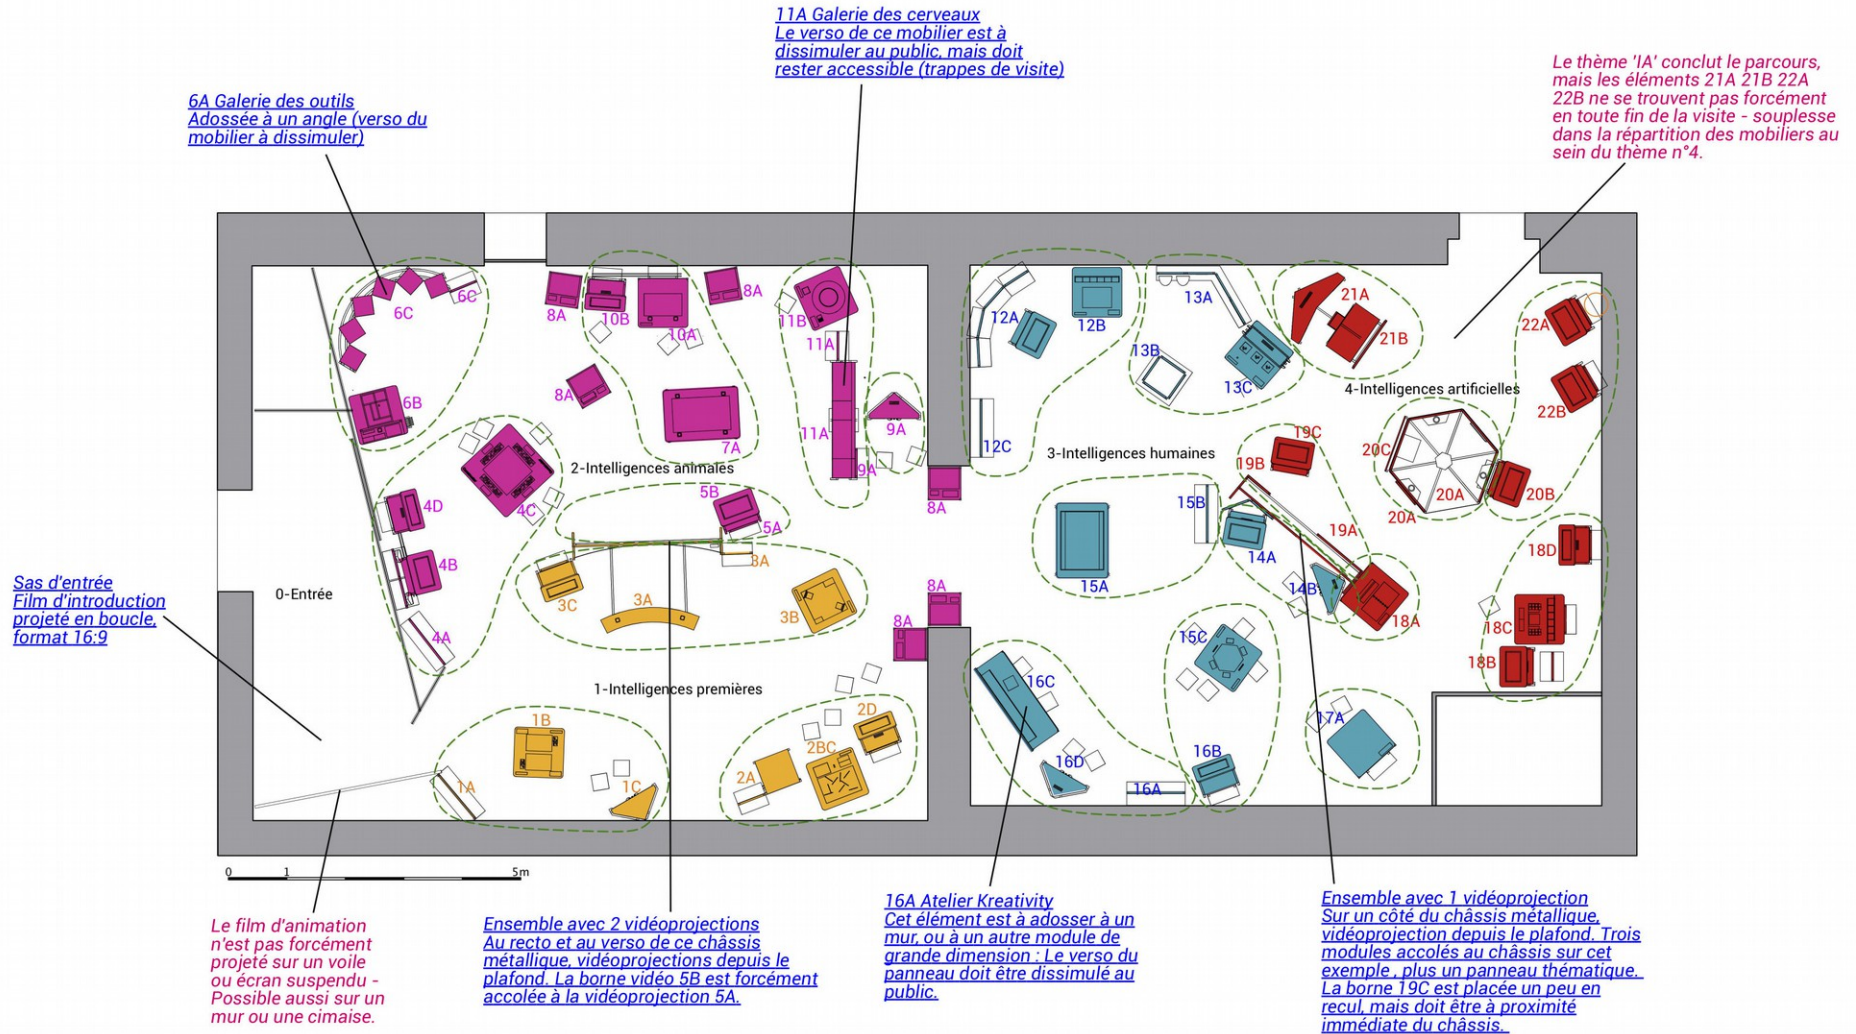 11A Galerie des cerveaux
Le verso de ce mobilier est à
dissimuler au public, mais doit
rester accessible (trappes de visite)
Le thème 'IA' conclut le parcours,
mais les éléments 21A 21B 22A
22B ne se trouvent pas forcément
en toute fin de la visite - souplesse
dans la répartition des mobiliers au
sein du thème n°4.
6A Galerie des outils
Adossée à un angle (verso du
mobilier à dissimuler)
6C
6C
8A
10B
10A
8A
11B
11A
8A
6B
7A
11A
9A
9A
2-Intelligences animales
4D
4C
5B
5A
8A
4B
3A
3C
3A
3B
8A
8A
4A
0-Entrée
1-Intelligences premières
1B
1A
1C
2D
2BC
2A
12A
12B
13A
21A
21B
22A
13B
13C
22B
4-Intelligences artificielles
12C
3-Intelligences humaines
19C
19B
20C
20A
20B
20A
15B
19A
14A
18D
15A
14B
18A
18C
15C
18B
16C
17A
16B
16D
16A
Sas d'entrée
Film d'introduction
projeté en boucle,
format 16:9
0 1 5m
Le film d'animation
n'est pas forcément
projeté sur un voile
ou écran suspendu -
Possible aussi sur un
mur ou une cimaise.
Ensemble avec 2 vidéoprojections
Au recto et au verso de ce châssis
métallique, vidéoprojections depuis le
plafond. La borne vidéo 5B est forcément
accolée à la vidéoprojection 5A.
16A Atelier Kreativity
Cet élément est à adosser à un
mur, ou à un autre module de
grande dimension : Le verso du
panneau doit être dissimulé au
public.
Ensemble avec 1 vidéoprojection
Sur un côté du châssis métallique,
vidéoprojection depuis le plafond. Trois
modules accolés au châssis sur cet
exemple , plus un panneau thématique.
La borne 19C est placée un peu en
recul, mais doit être à proximité
immédiate du châssis.